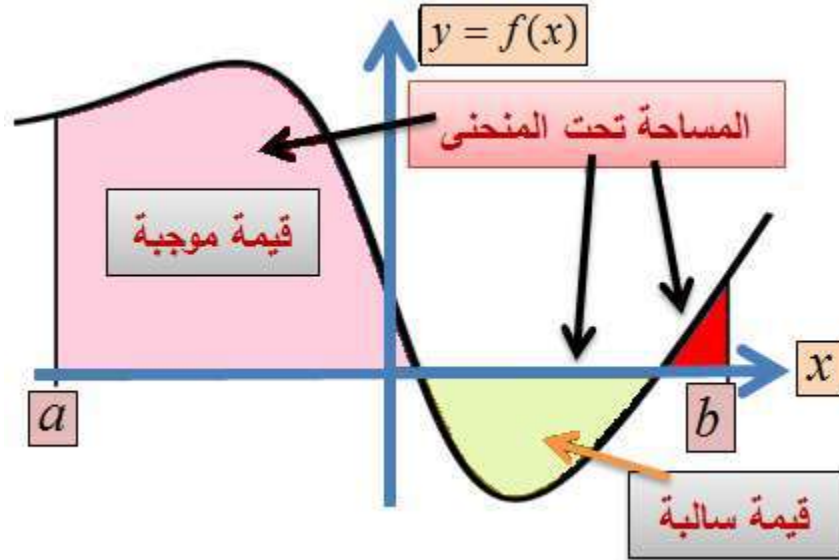 y = f(x)
المساحة تحت المنحنى
قيمة موجبة
x
a
b
قيمة سالبة